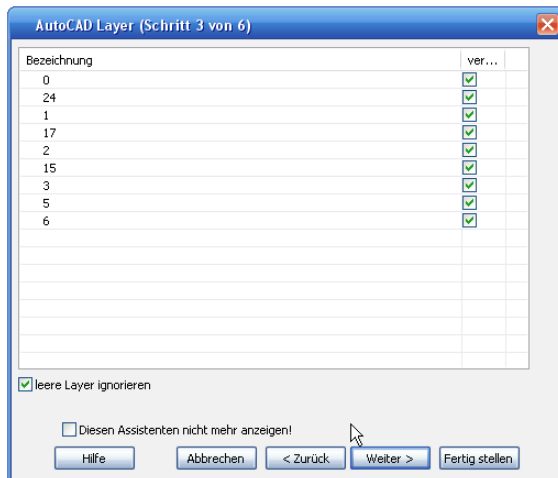 AutoCAD Layer (Schritt 3 von 6)
Bezeichnung ver...
0
24
1
17
2
15
3
5
6
leere Layer ignorieren
Diesen Assistenten nicht mehr anzeigen!
Hilfe Abbrechen < Zurück Weiter > Fertig stellen